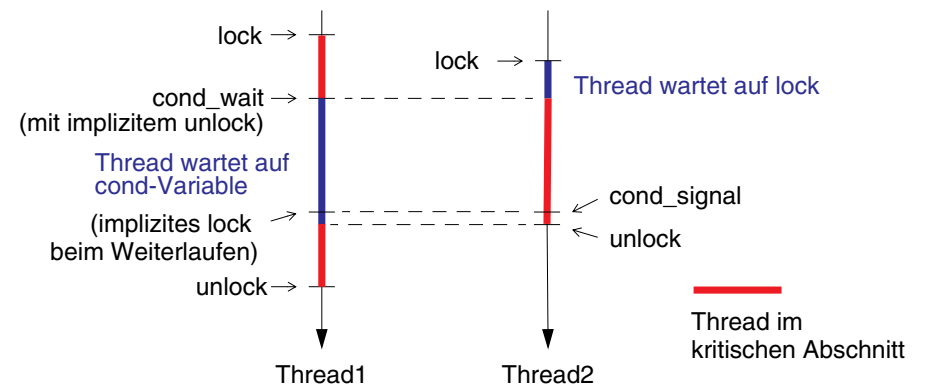 lock
lock
Thread wartet auf lock
cond_wait
(mit implizitem unlock)
Thread wartet auf
cond-Variable
cond_signal
(implizites lock
beim Weiterlaufen)
unlock
unlock
Thread im
kritischen Abschnitt
Thread1
Thread2